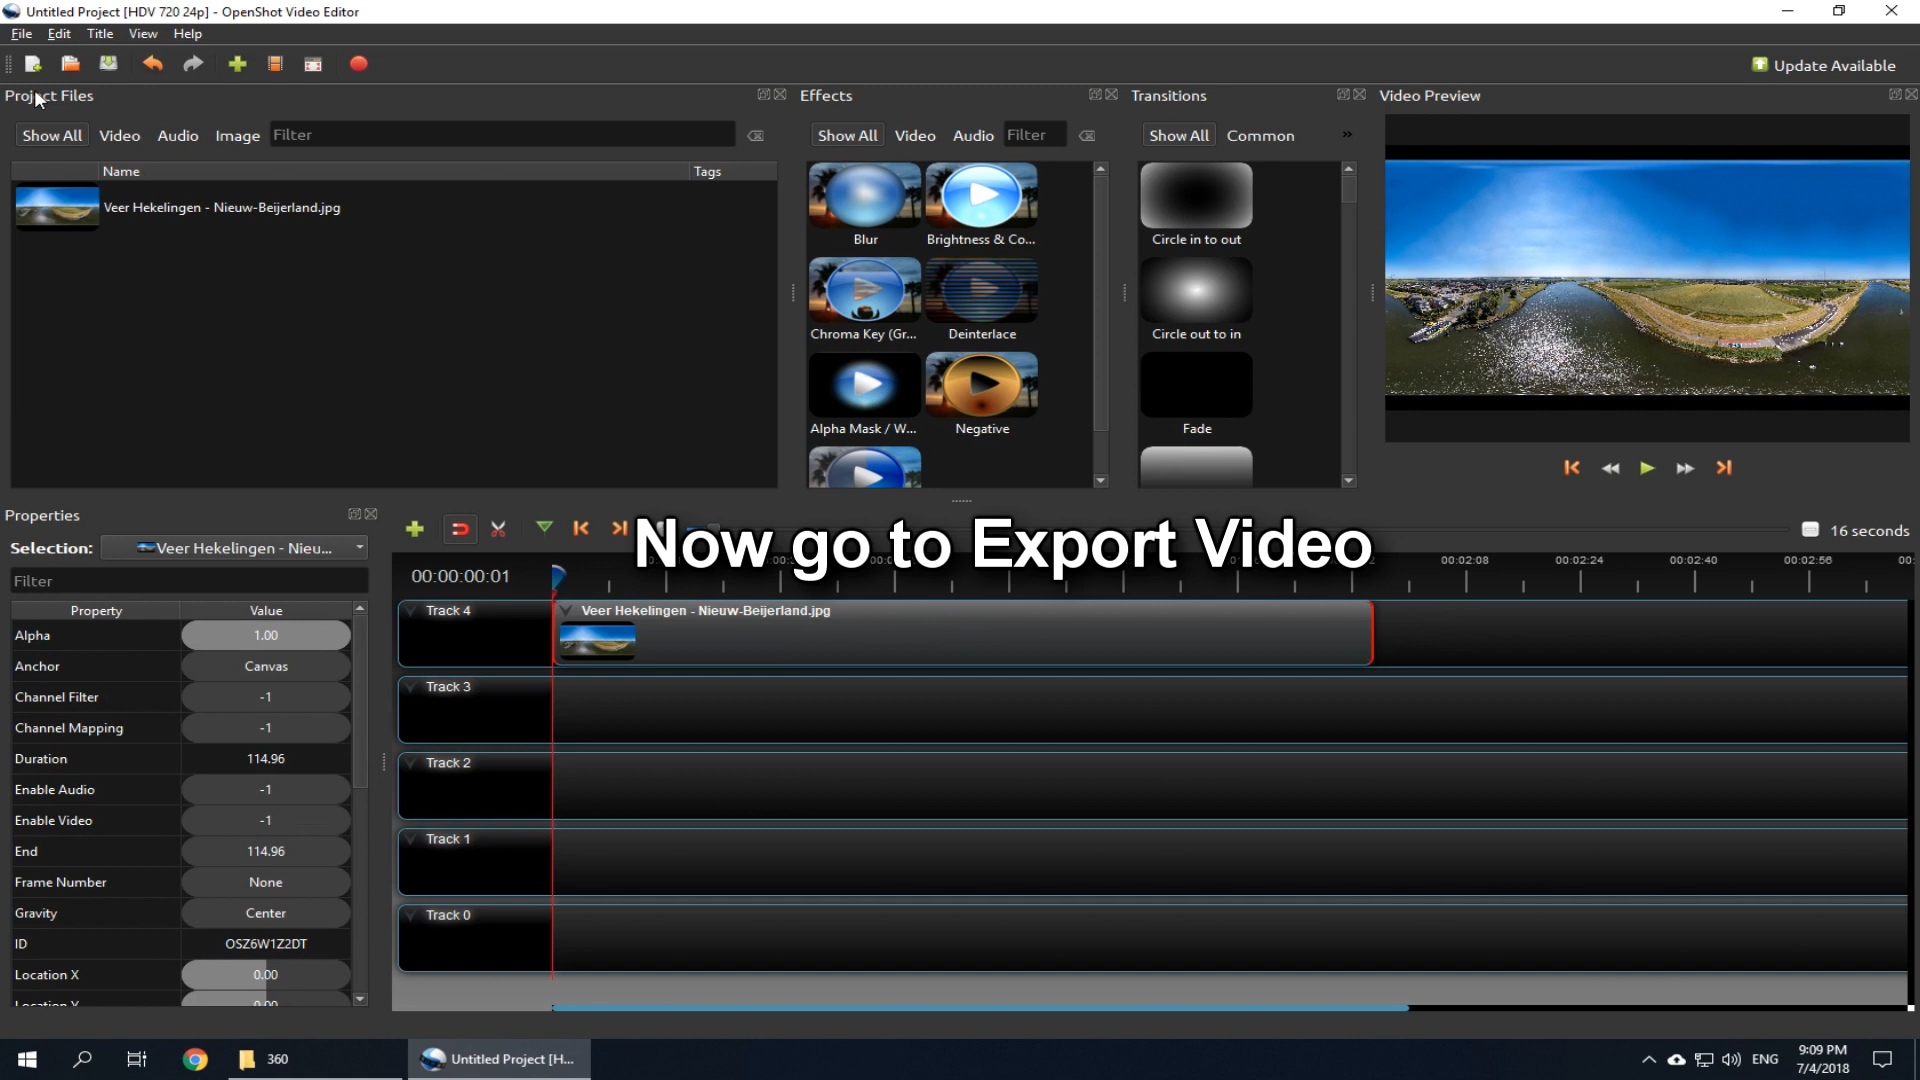 Untitled Project [HDV 720 24p] - OpenShot Video Editor
File Edit Title View Help
Update Available
Project Files
Effects
Transitions
Video Preview
Show All Video Audio Image Filter
Show All Video Audio Filter
Show All Common »
Name Tags
Veer Hekelingen - Nieuw-Beijerland.jpg
Blur Brightness & Co...
Chroma Key (Gr... Deinterlace
Alpha Mask / W... Negative
Circle in to out
Circle out to in
Fade
Properties
Selection: Veer Hekelingen - Nieu...
Filter
Property Value
Alpha 1.00
Anchor Canvas
Channel Filter -1
Channel Mapping -1
Duration 114.96
Enable Audio -1
Enable Video -1
End 114.96
Frame Number None
Gravity Center
ID OSZ6W1Z2DT
Location X 0.00
Location Y 0.00
Now go to Export Video
16 seconds
00:00:00:01
00:02:08 00:02:24 00:02:40 00:02:56
Track 4 Veer Hekelingen - Nieuw-Beijerland.jpg
Track 3
Track 2
Track 1
Track 0
360
Untitled Project [H...
ENG
9:09 PM
7/4/2018